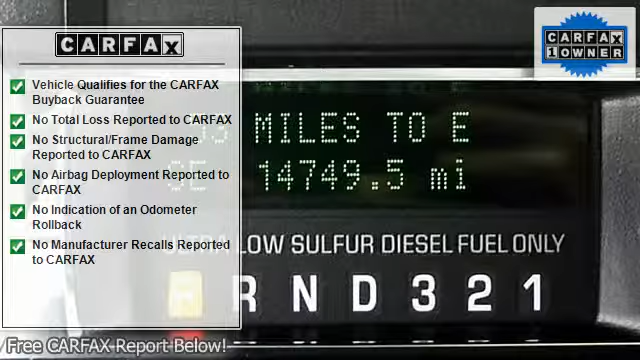 CARFAX
Vehicle Qualifies for the CARFAX
Buyback Guarantee
No Total Loss Reported to CARFAX
No Structural/Frame Damage
Reported to CARFAX
No Airbag Deployment Reported to
CARFAX
No Indication of an Odometer
Rollback
No Manufacturer Recalls Reported
to CARFAX
CARFAX
1 OWNER
MILES TO E
14749.5 mi
LOW SULFUR DIESEL FUEL ONLY
R N D 3 2 1
Free CARFAX Report Below!